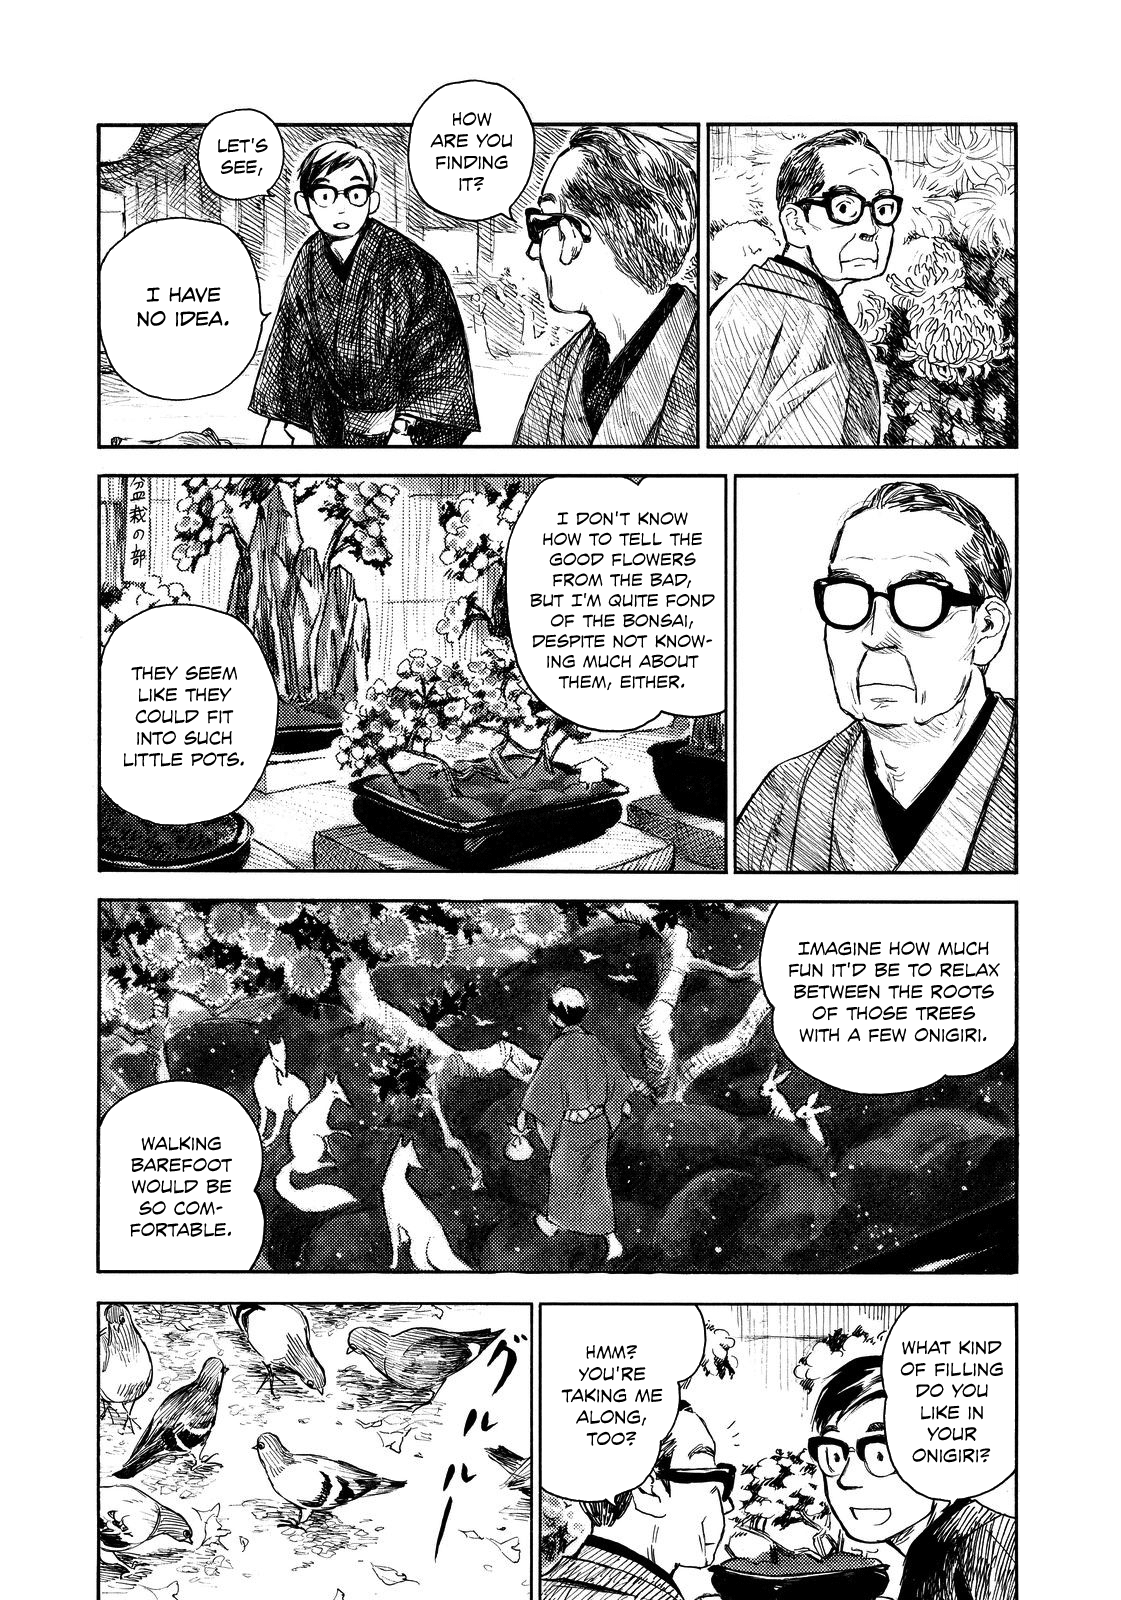 HOW
ARE YOU
FINDING
IT?
LET'S
SEE,
I HAVE
NO IDEA.
盆栽の部
I DON'T KNOW
HOW TO TELL THE
GOOD FLOWERS
FROM THE BAD,
BUT I'M QUITE FOND
OF THE BONSAI,
DESPITE NOT KNOW-
ING MUCH ABOUT
THEM, EITHER.
THEY SEEM
LIKE THEY
COULD FIT
INTO SUCH
LITTLE POTS.
IMAGINE HOW MUCH
FUN IT'D BE TO RELAX
BETWEEN THE ROOTS
OF THOSE TREES
WITH A FEW ONIGIRI.
WALKING
BAREFOOT
WOULD BE
SO COM-
FORTABLE.
グルルルー
WHAT KIND
OF FILLING
DO YOU
LIKE IN
YOUR
ONIGIRI?
HMM?
YOU'RE
TAKING ME
ALONG,
TOO?